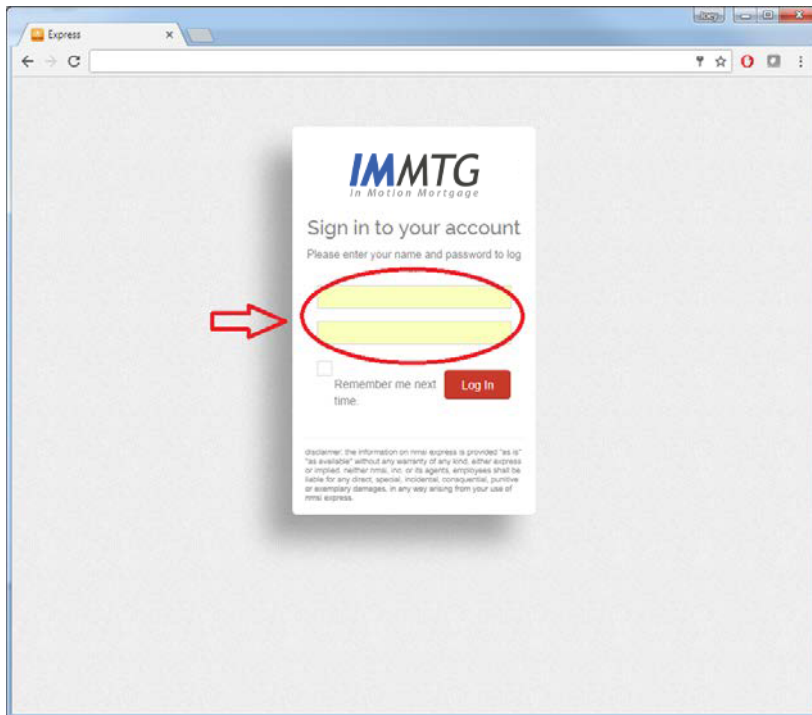 Joey
Express
IMMTG
In Motion Mortgage
Sign in to your account
Please enter your name and password to log
Remember me next
time.
Log In
disclaimer: the information on nmsi express is provided "as is"
"as available" without any warranty of any kind, either express
or implied. neither nmsi, inc. or its agents, employees shall be
liable for any direct, special, incidental, consquential, punitive
or exemplary damages, in any way arising from your use of
nmsi express.